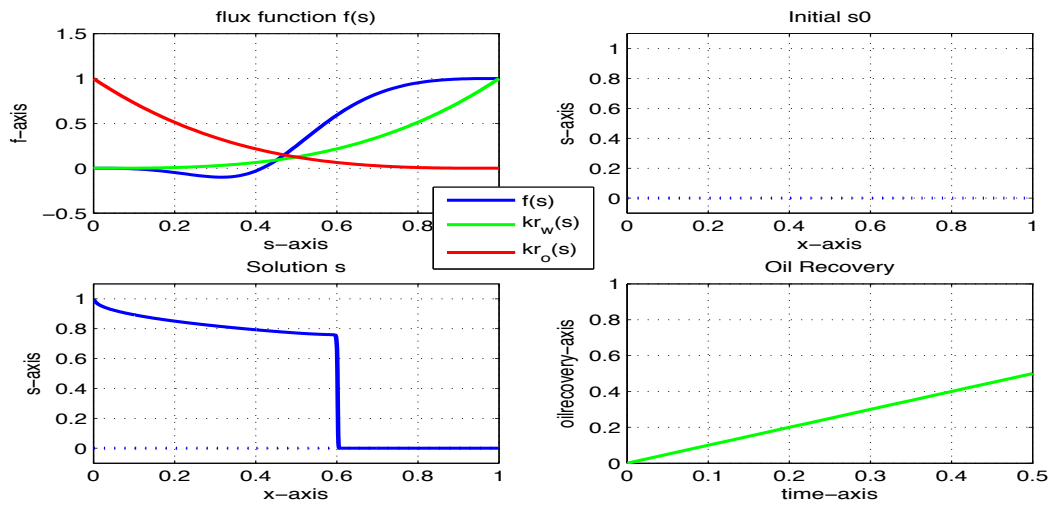 flux function f(s)
1.5
1
0.5
0
−0.5
f−axis
0 0.2 0.4 0.6 0.8
s−axis
Initial s0
1
0.8
0.6
0.4
0.2
0
s−axis
0 0.2 0.4 0.6 0.8 1
x−axis
f(s)
kr_w(s)
kr_o(s)
Solution s
1
0.8
0.6
0.4
0.2
0
s−axis
0 0.2 0.4 0.6 0.8 1
x−axis
Oil Recovery
1
0.8
0.6
0.4
0.2
0
oilrecovery−axis
0 0.1 0.2 0.3 0.4 0.5
time−axis